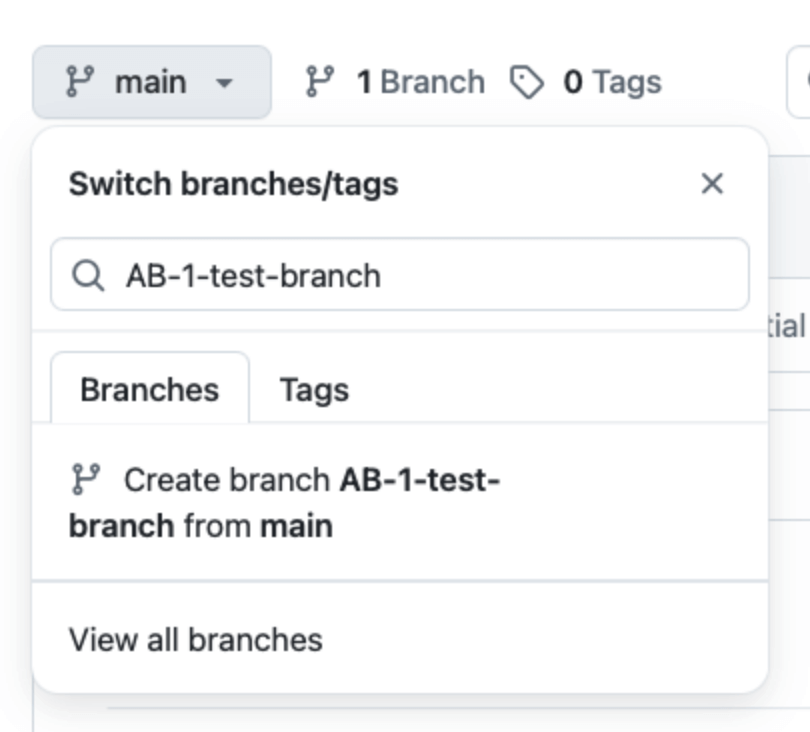 main 1 Branch 0 Tags
Switch branches/tags
AB-1-test-branch
tial
Branches Tags
Create branch AB-1-test-
branch from main
View all branches